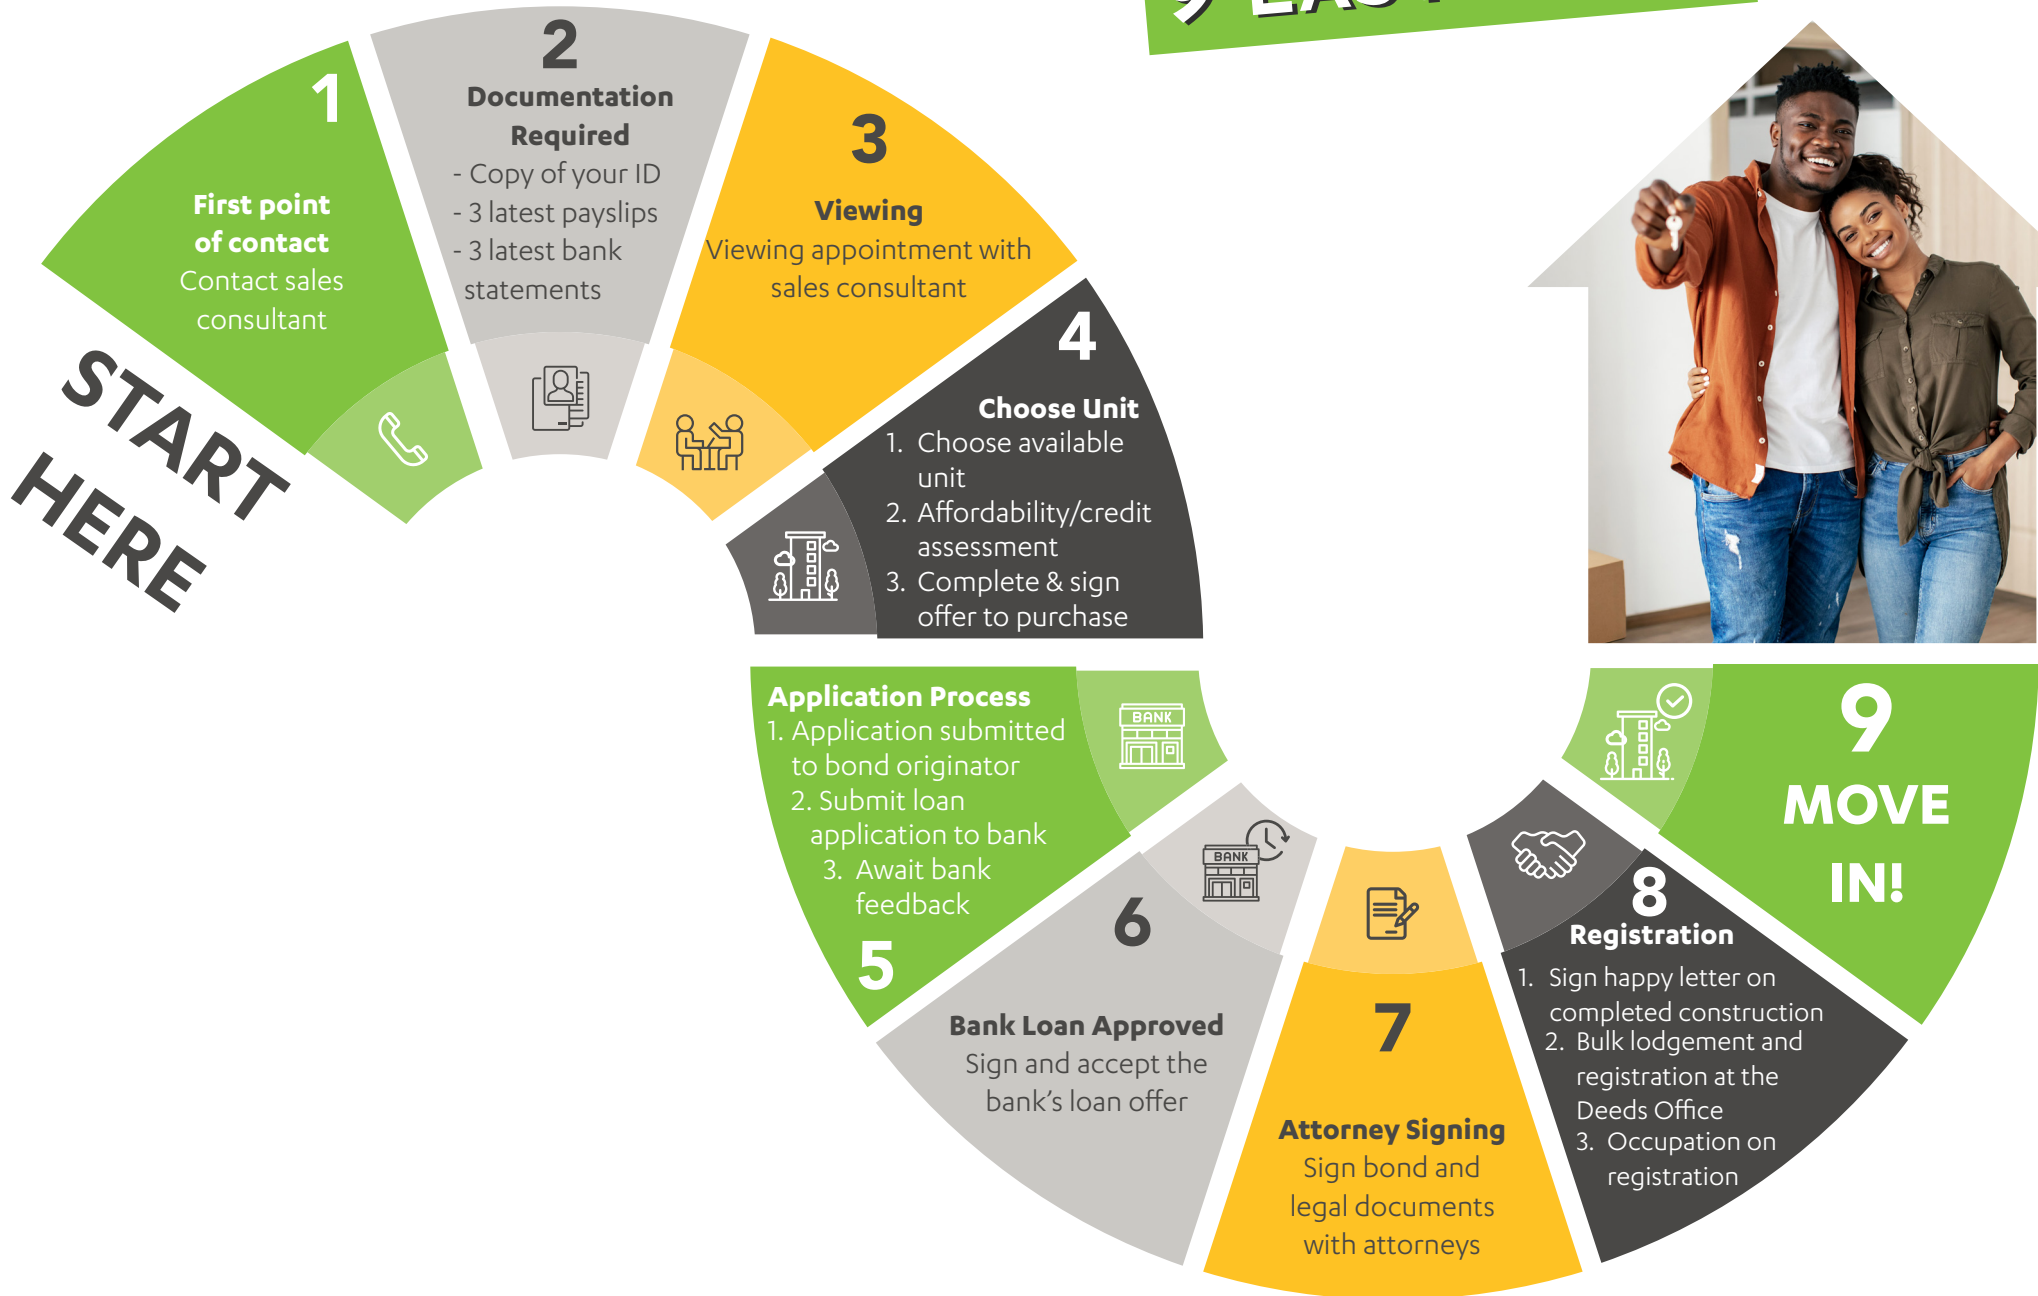 9 EASY
1
First point
of contact
Contact sales
consultant
START
HERE
2
Documentation
Required
- Copy of your ID
- 3 latest payslips
- 3 latest bank
statements
3
Viewing
Viewing appointment with
sales consultant
4
Choose Unit
1. Choose available
unit
2. Affordability/credit
assessment
3. Complete & sign
offer to purchase
Application Process
1. Application submitted
to bond originator
2. Submit loan
application to bank
3. Await bank
feedback
5
BANK
6
Bank Loan Approved
Sign and accept the
bank's loan offer
BANK
7
Attorney Signing
Sign bond and
legal documents
with attorneys
8
Registration
1. Sign happy letter on
completed construction
2. Bulk lodgement and
registration at the
Deeds Office
3. Occupation on
registration
9
MOVE
IN!